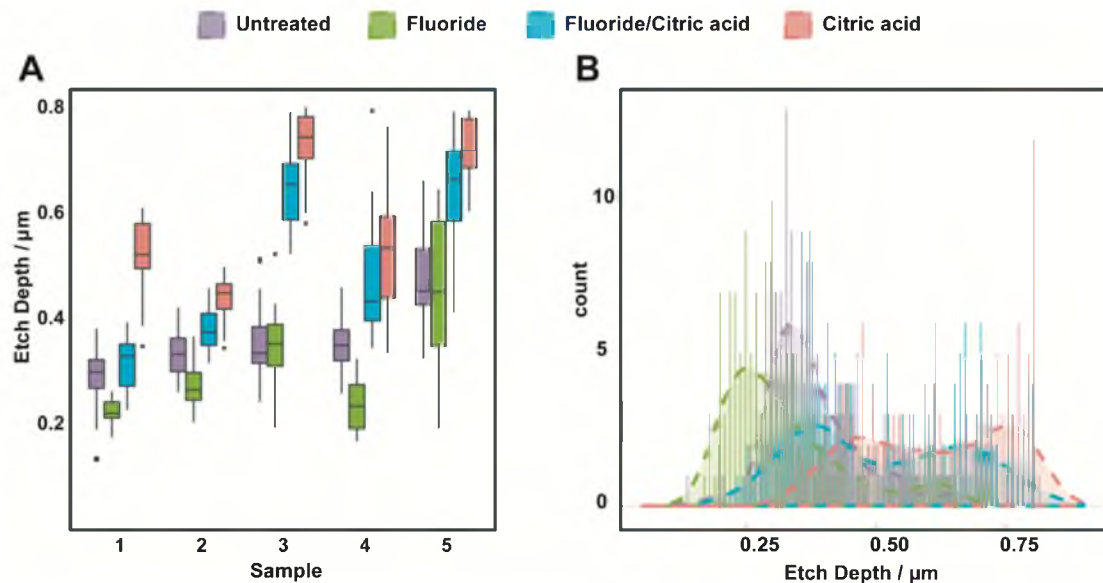 Untreated Fluoride Fluoride/Citric acid Citric acid
A
0.8
0.6
0.4
0.2
Etch Depth / µm
1 2 3 4 5
Sample
B
10
5
0
count
0.25 0.50 0.75
Etch Depth / µm